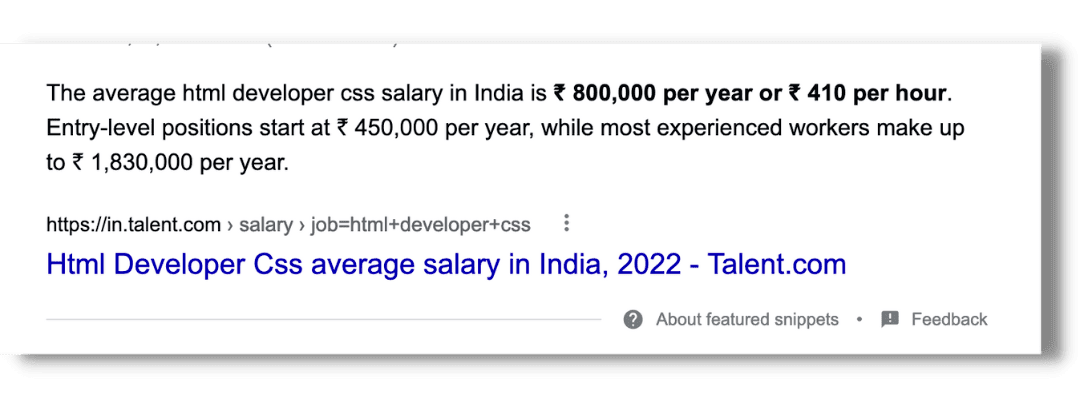 The average html developer css salary in India is ₹ 800,000 per year or ₹ 410 per hour.
Entry-level positions start at ₹ 450,000 per year, while most experienced workers make up
to ₹ 1,830,000 per year.
https://in.talent.com › salary › job=html+developer+css
Html Developer Css average salary in India, 2022 - Talent.com
About featured snippets • Feedback